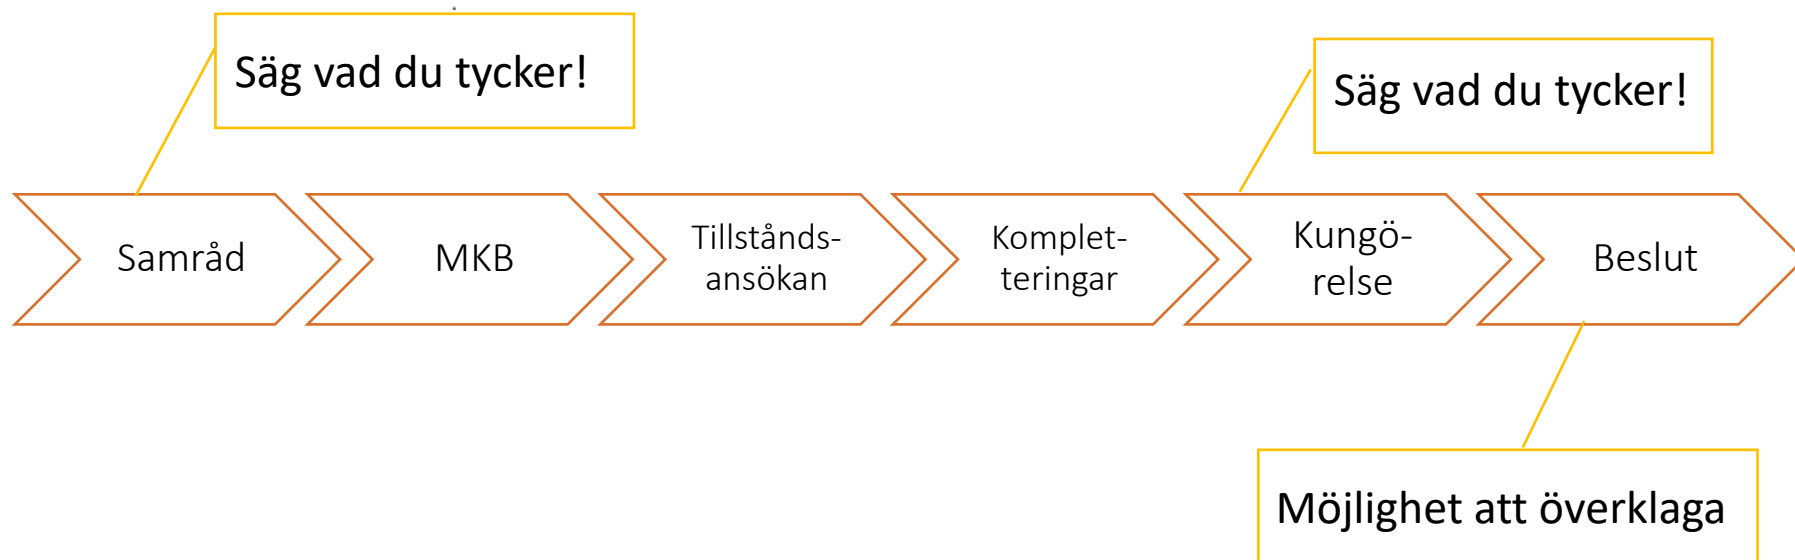 Säg vad du tycker!
Säg vad du tycker!
Samråd
MKB
Tillstånds-
ansökan
Komplet-
teringar
Kungö-
relse
Beslut
Möjlighet att överklaga